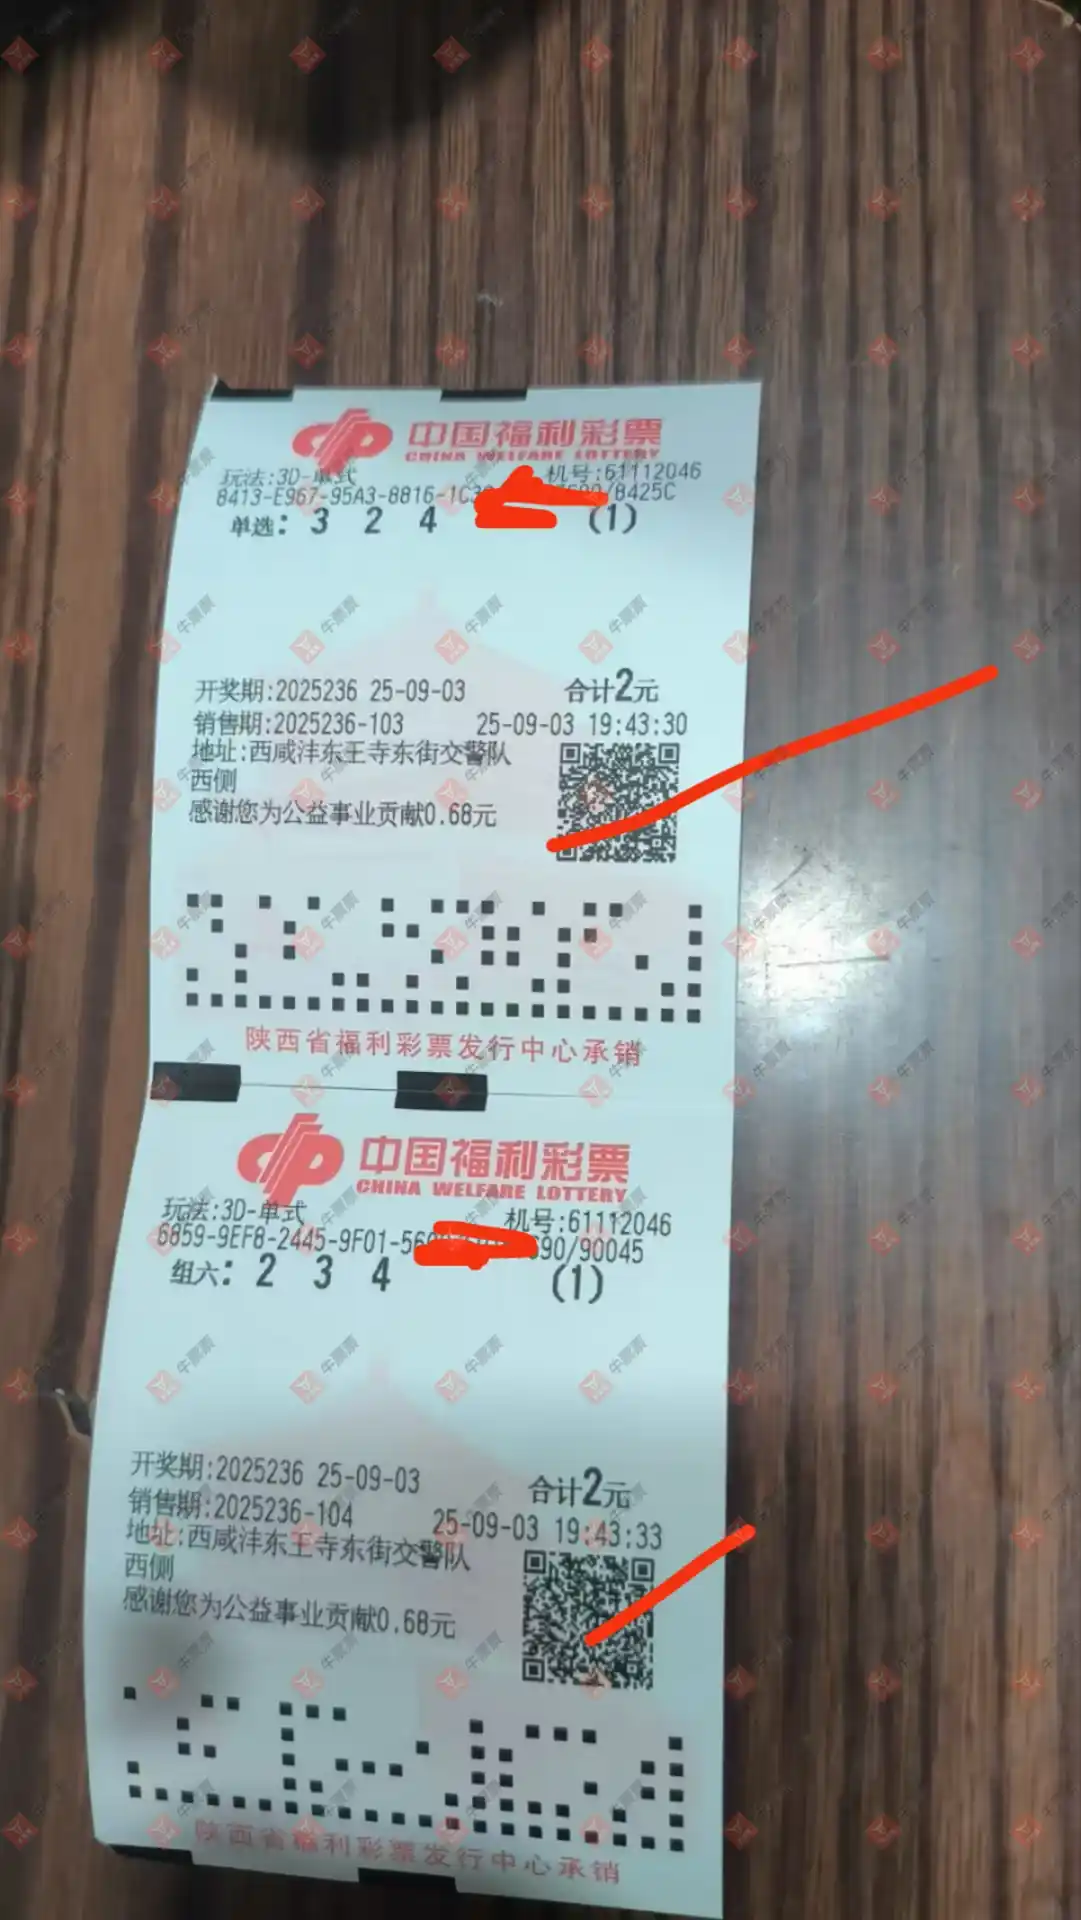 中国福利彩票
CHINA WELFARE LOTTERY
玩法:3D-单式 机号:61112046
8413-E967-95A3-8816-1C3 /8425C
单选: 3 2 4 (1)
开奖期:2025236 25-09-03 合计2元
销售期:2025236-103 25-09-03 19:43:30
地址:西咸沣东王寺东街交警队
西侧
感谢您为公益事业贡献0.68元
陕西省福利彩票发行中心承销
中国福利彩票
CHINA WELFARE LOTTERY
玩法:3D-单式 机号:61112046
6859-9EF8-2445-9F01-56 690/90045
组六: 2 3 4 (1)
开奖期:2025236 25-09-03 合计2元
销售期:2025236-104 25-09-03 19:43:33
地址:西咸沣东王寺东街交警队
西侧
感谢您为公益事业贡献0.68元
陕西省福利彩票发行中心承销
牛票票